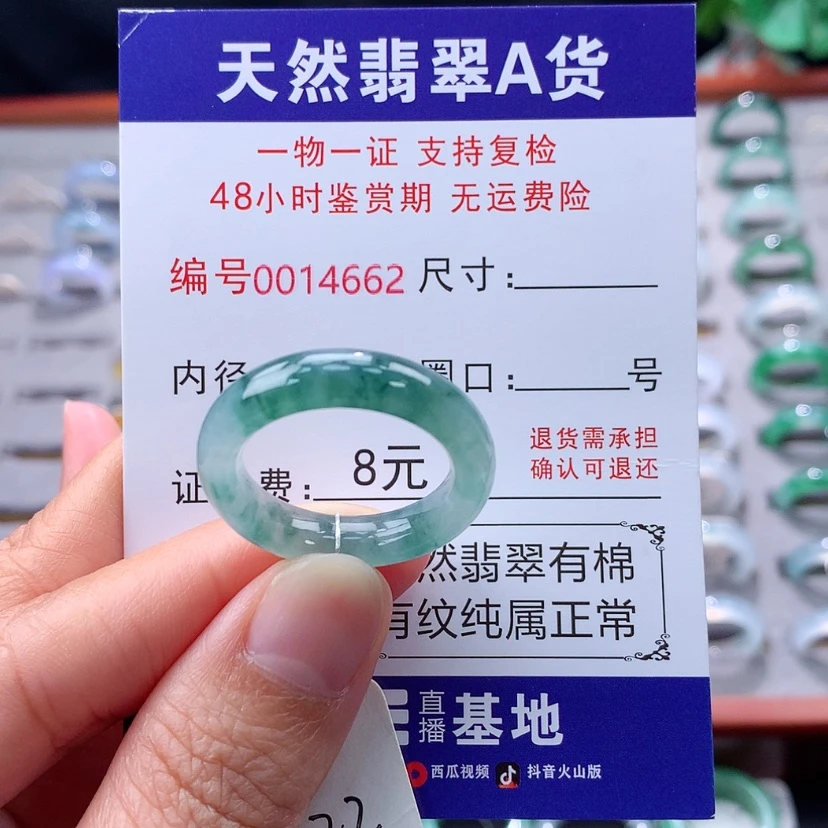 天然翡翠A货
一物一证 支持复检
48小时鉴赏期 无运费险
编号0014662 尺寸:
内径 圈口: 号
退货需承担
确认可退还
证 费: 8元
然翡翠有棉
有纹纯属正常
直播基地
西瓜视频 抖音火山版